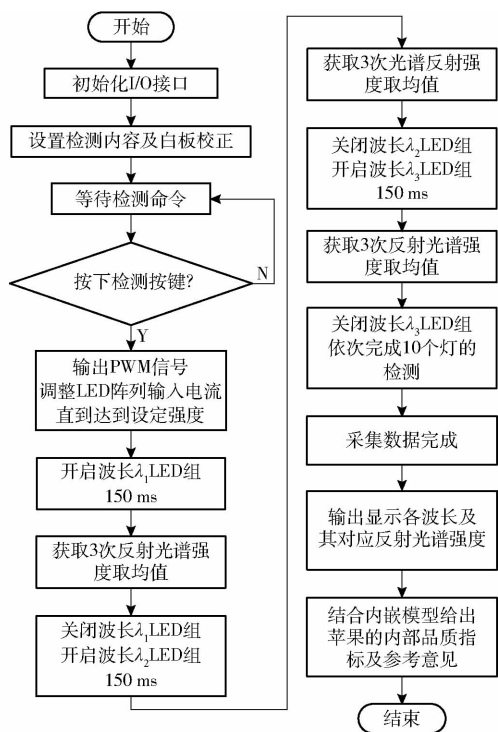 开始
初始化I/O接口
设置检测内容及白板校正
等待检测命令
按下检测按键?
N
Y
输出PWM信号
调整LED阵列输入电流
直到达到设定强度
开启波长λ₁LED组
150 ms
获取3次反射光谱强
度取均值
关闭波长λ₁LED组
开启波长λ₂LED组
150 ms
获取3次光谱反射强
度取均值
关闭波长λ₂LED组
开启波长λ₃LED组
150 ms
获取3次反射光谱强
度取均值
关闭波长λ₃LED组
依次完成10个灯的
检测
采集数据完成
输出显示各波长及
其对应反射光谱强度
结合内嵌模型给出
苹果的内部品质指
标及参考意见
结束